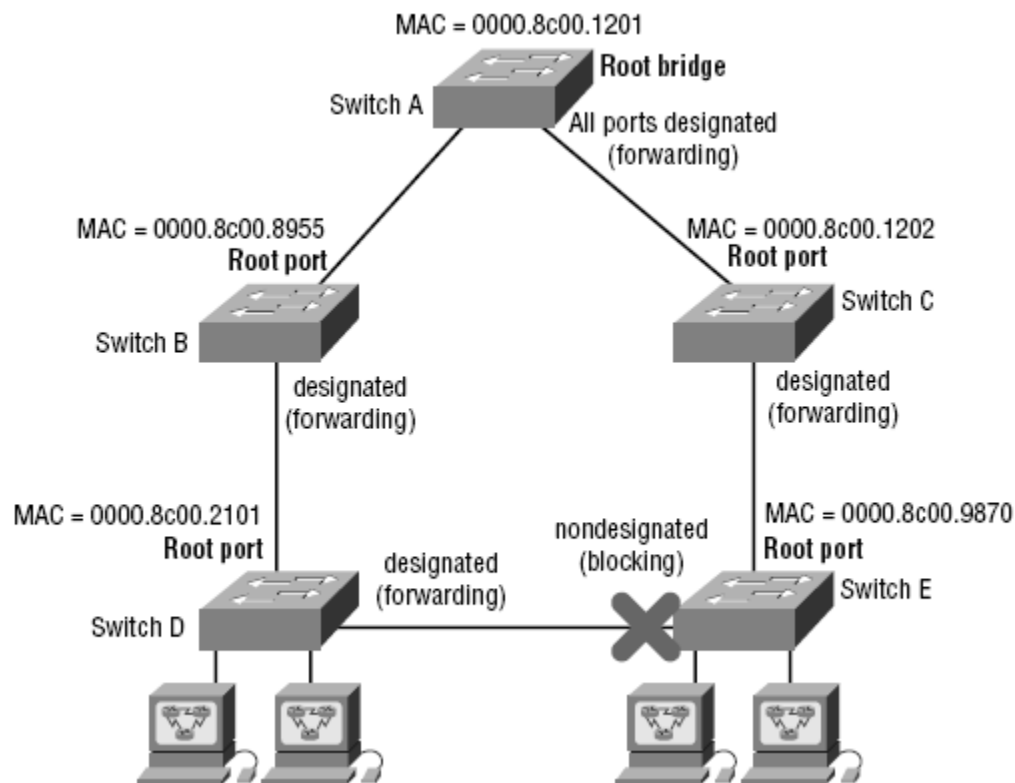 MAC = 0000.8c00.1201
Root bridge
Switch A
All ports designated
(forwarding)
MAC = 0000.8c00.8955
Root port
MAC = 0000.8c00.1202
Root port
Switch B
Switch C
designated
(forwarding)
designated
(forwarding)
MAC = 0000.8c00.2101
Root port
MAC = 0000.8c00.9870
Root port
designated
(forwarding)
nondesignated
(blocking)
Switch D
Switch E